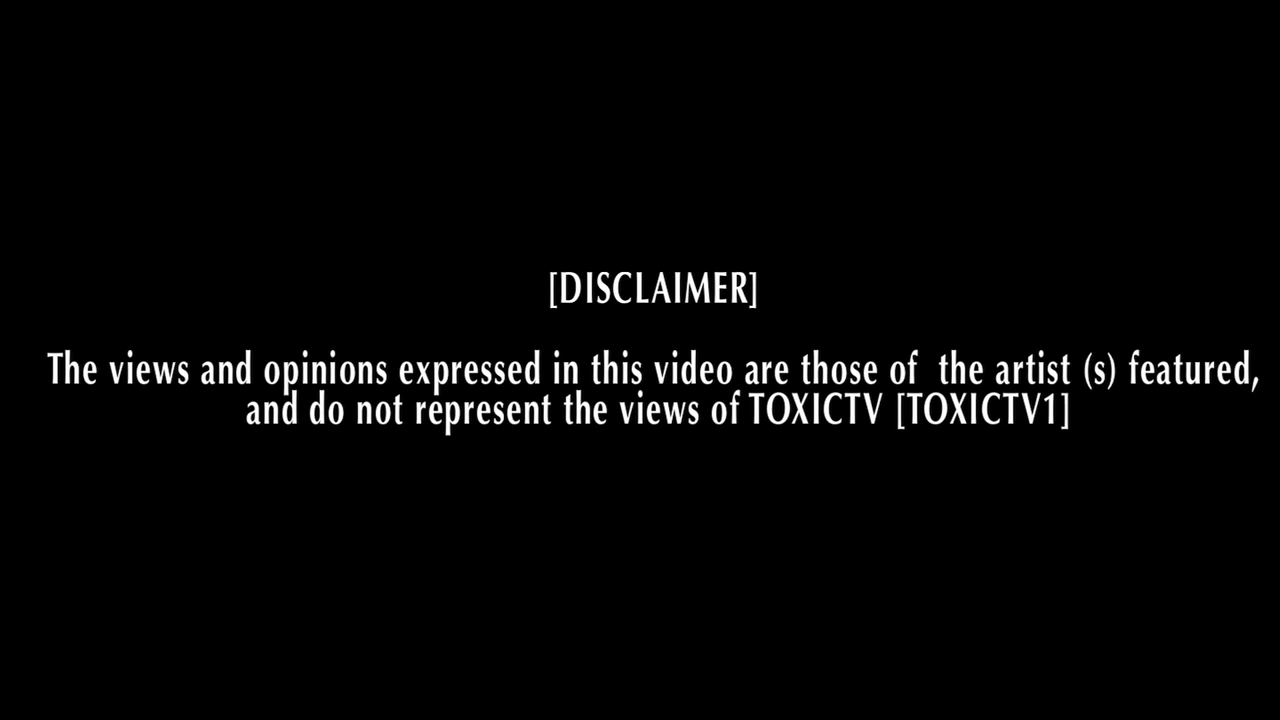 [DISCLAIMER]
The views and opinions expressed in this video are those of  the artist (s) featured,
and do not represent the views of TOXICTV [TOXICTV1]